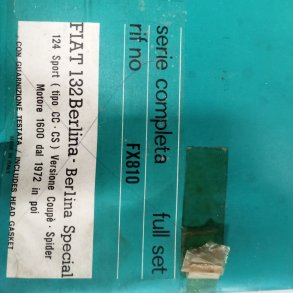 serie completa full set
rif no FX810
FIAT 132 Berlina - Berlina Special
124 Sport ( tipo CC - CS ) Versione Coupè - Spider
Motore 1600 dal 1972 in poi
CON GUARNIZIONE TESTATA / INCLUDES HEAD GASKET